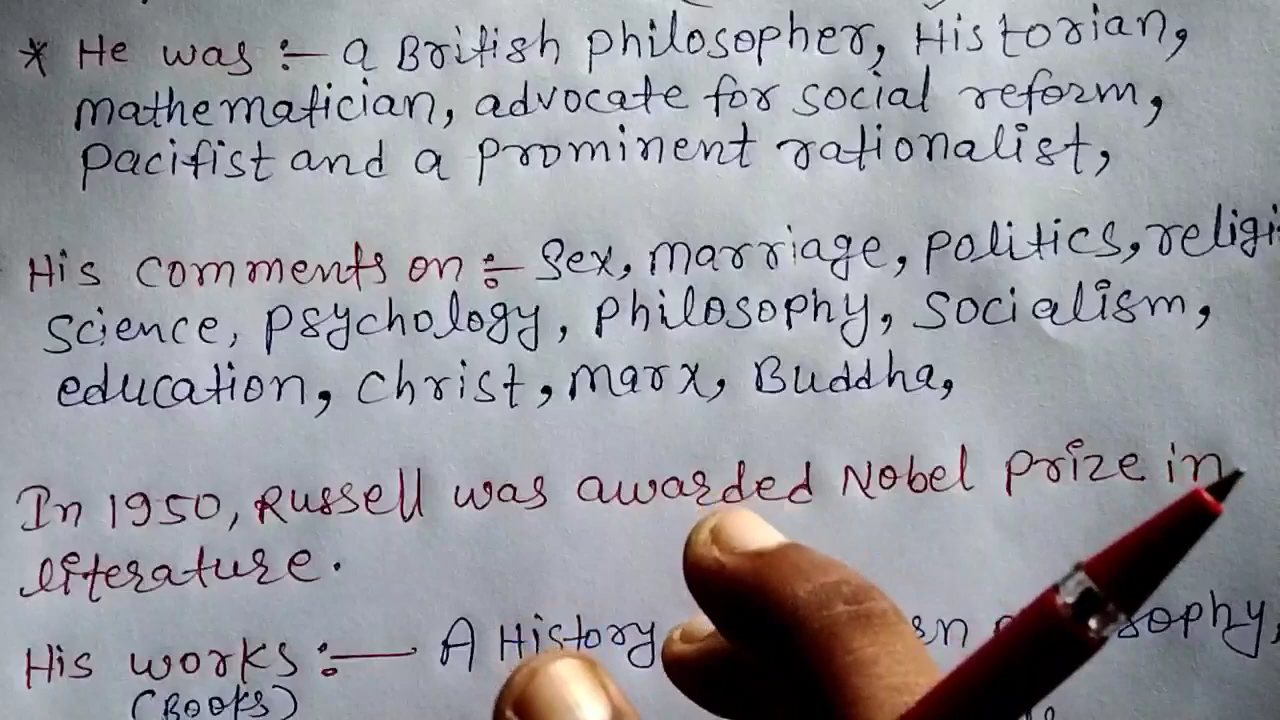 * He was :- a British philosopher, Historian,
mathematician, advocate for social reform,
pacifist and a prominent rationalist,
His comments on :- Sex, marriage, politics, religi
Science, psychology, philosophy, Socialism,
education, Christ, marx, Buddha,
In 1950, Russell was awarded Nobel prize in
literature.
His works :- A History
(Books)